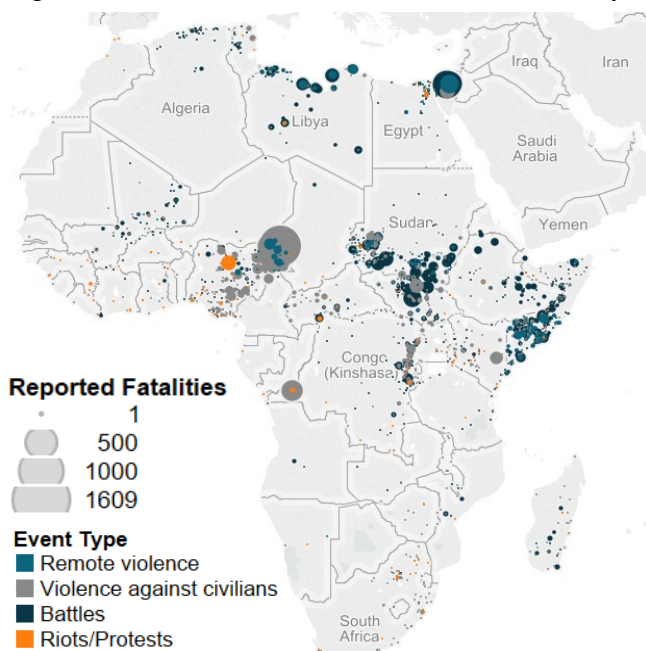 Iraq
Iran
Algeria
Libya
Egypt
Saudi
Arabia
Sudan
Yemen
Congo
(Kinshasa)
Reported Fatalities
1
500
1000
1609
Event Type
Remote violence
Violence against civilians
Battles
Riots/Protests
South
Africa